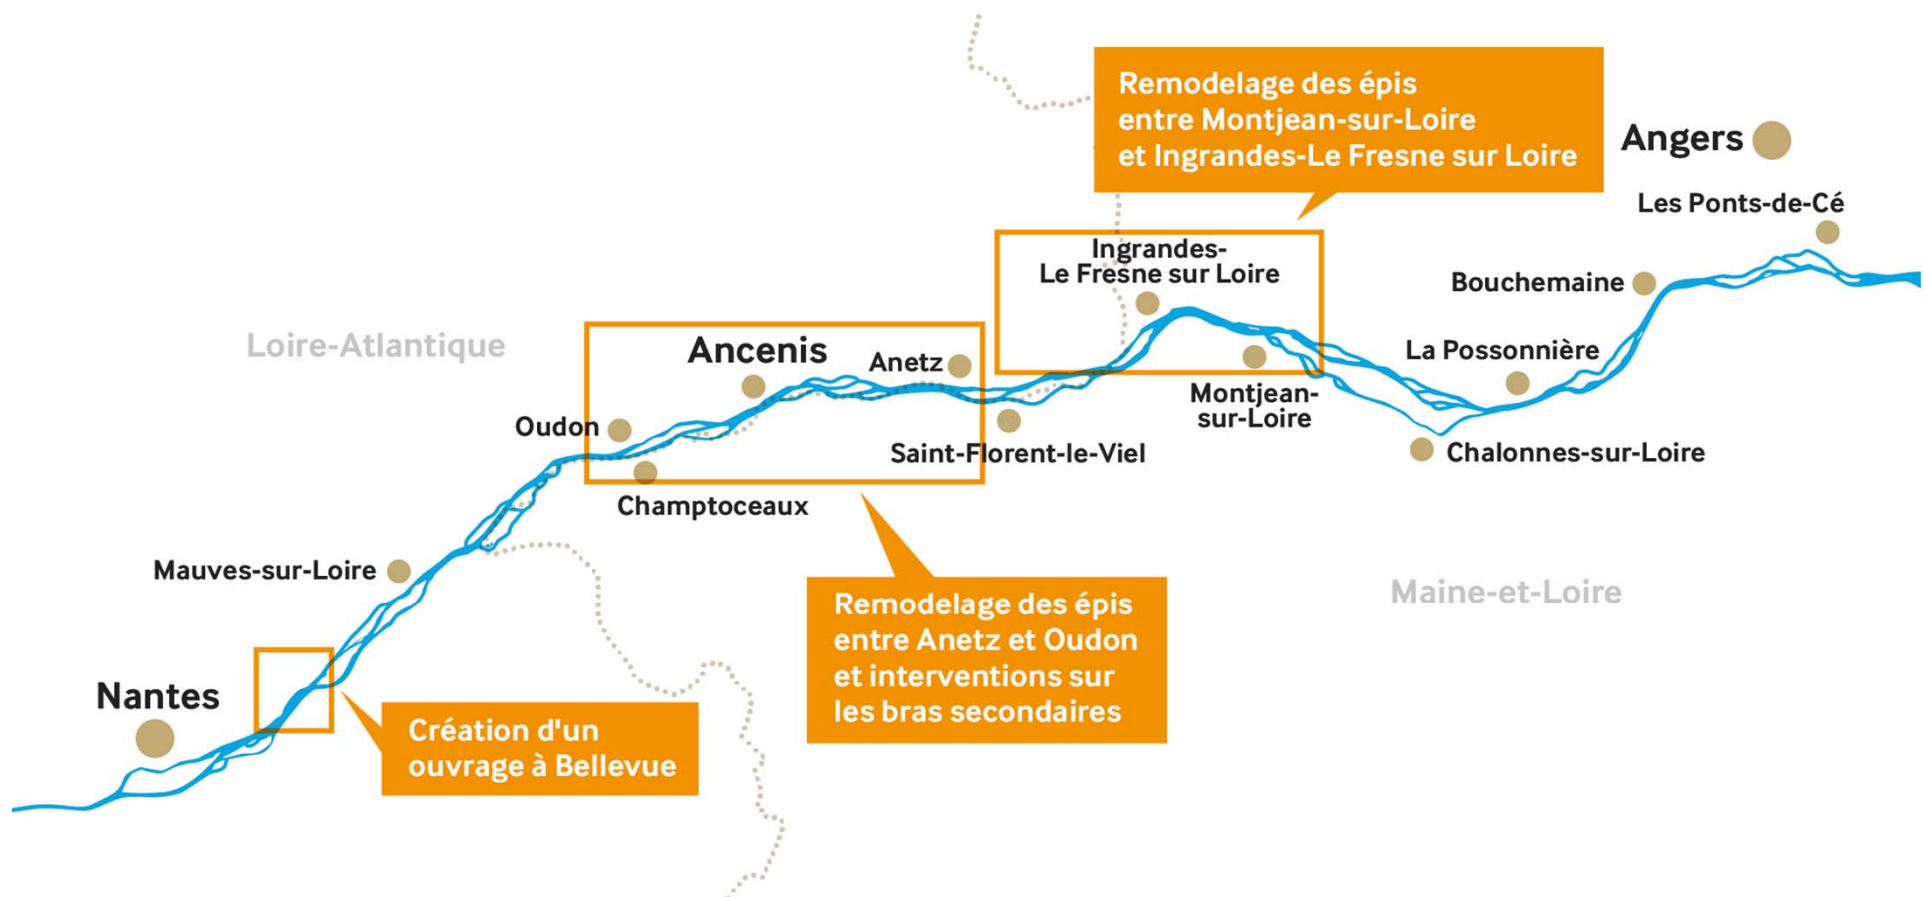 Remodelage des épis
entre Montjean-sur-Loire
et Ingrandes-Le Fresne sur Loire
Angers
Les Ponts-de-Cé
Ingrandes-
Le Fresne sur Loire
Bouchemaine
Loire-Atlantique
Ancenis
Anetz
La Possonnière
Montjean-
sur-Loire
Oudon
Saint-Florent-le-Viel
Chalonnes-sur-Loire
Champtoceaux
Mauves-sur-Loire
Maine-et-Loire
Remodelage des épis
entre Anetz et Oudon
et interventions sur
les bras secondaires
Nantes
Création d'un
ouvrage à Bellevue